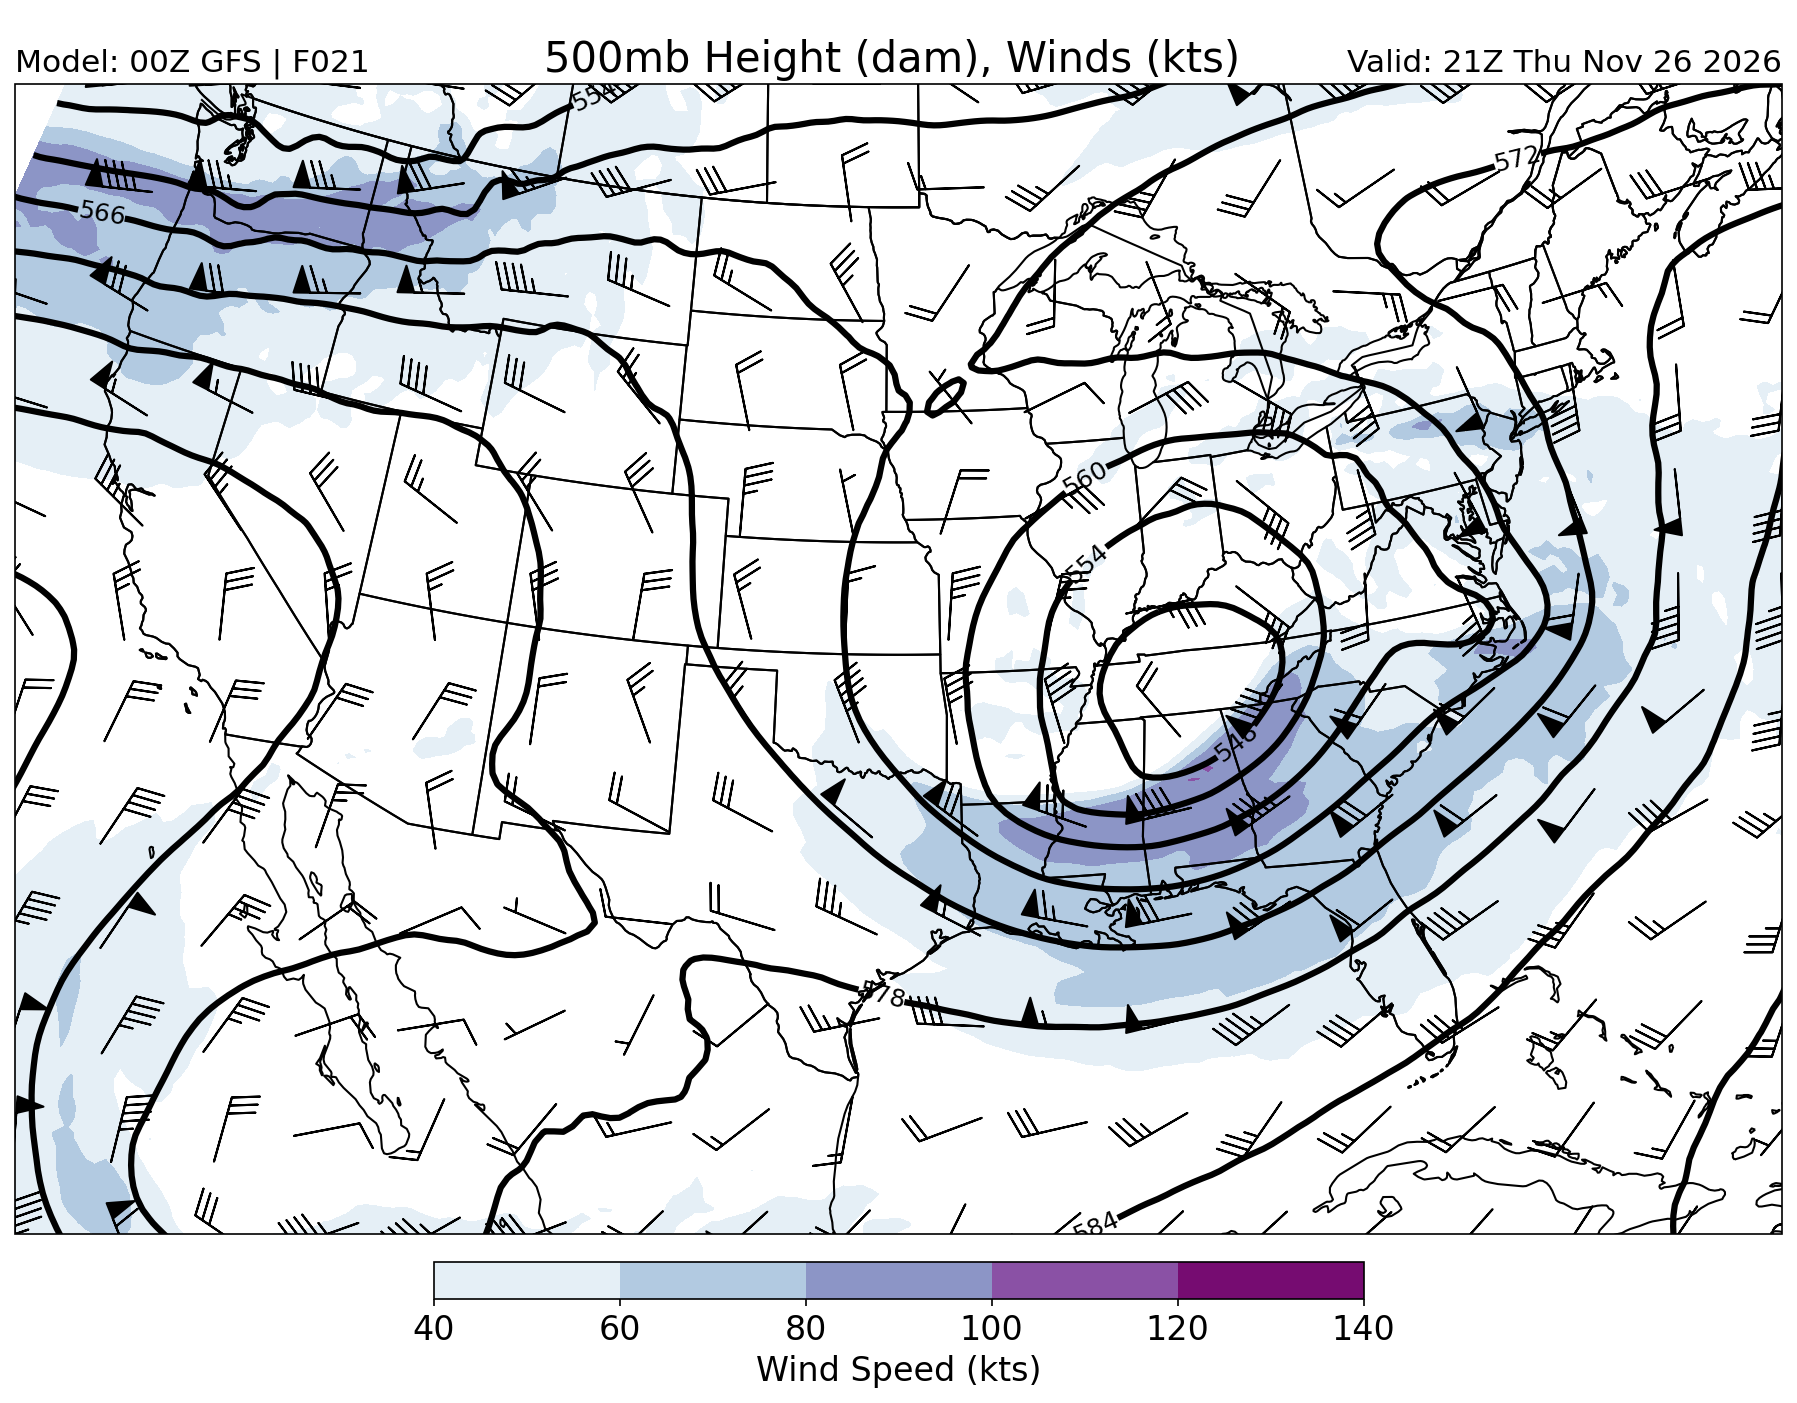 Model: 00Z GFS | F021
500mb Height (dam), Winds (kts)
Valid: 21Z Thu Nov 26 2026
572
566
560
554
548
578
584
40 60 80 100 120 140
Wind Speed (kts)